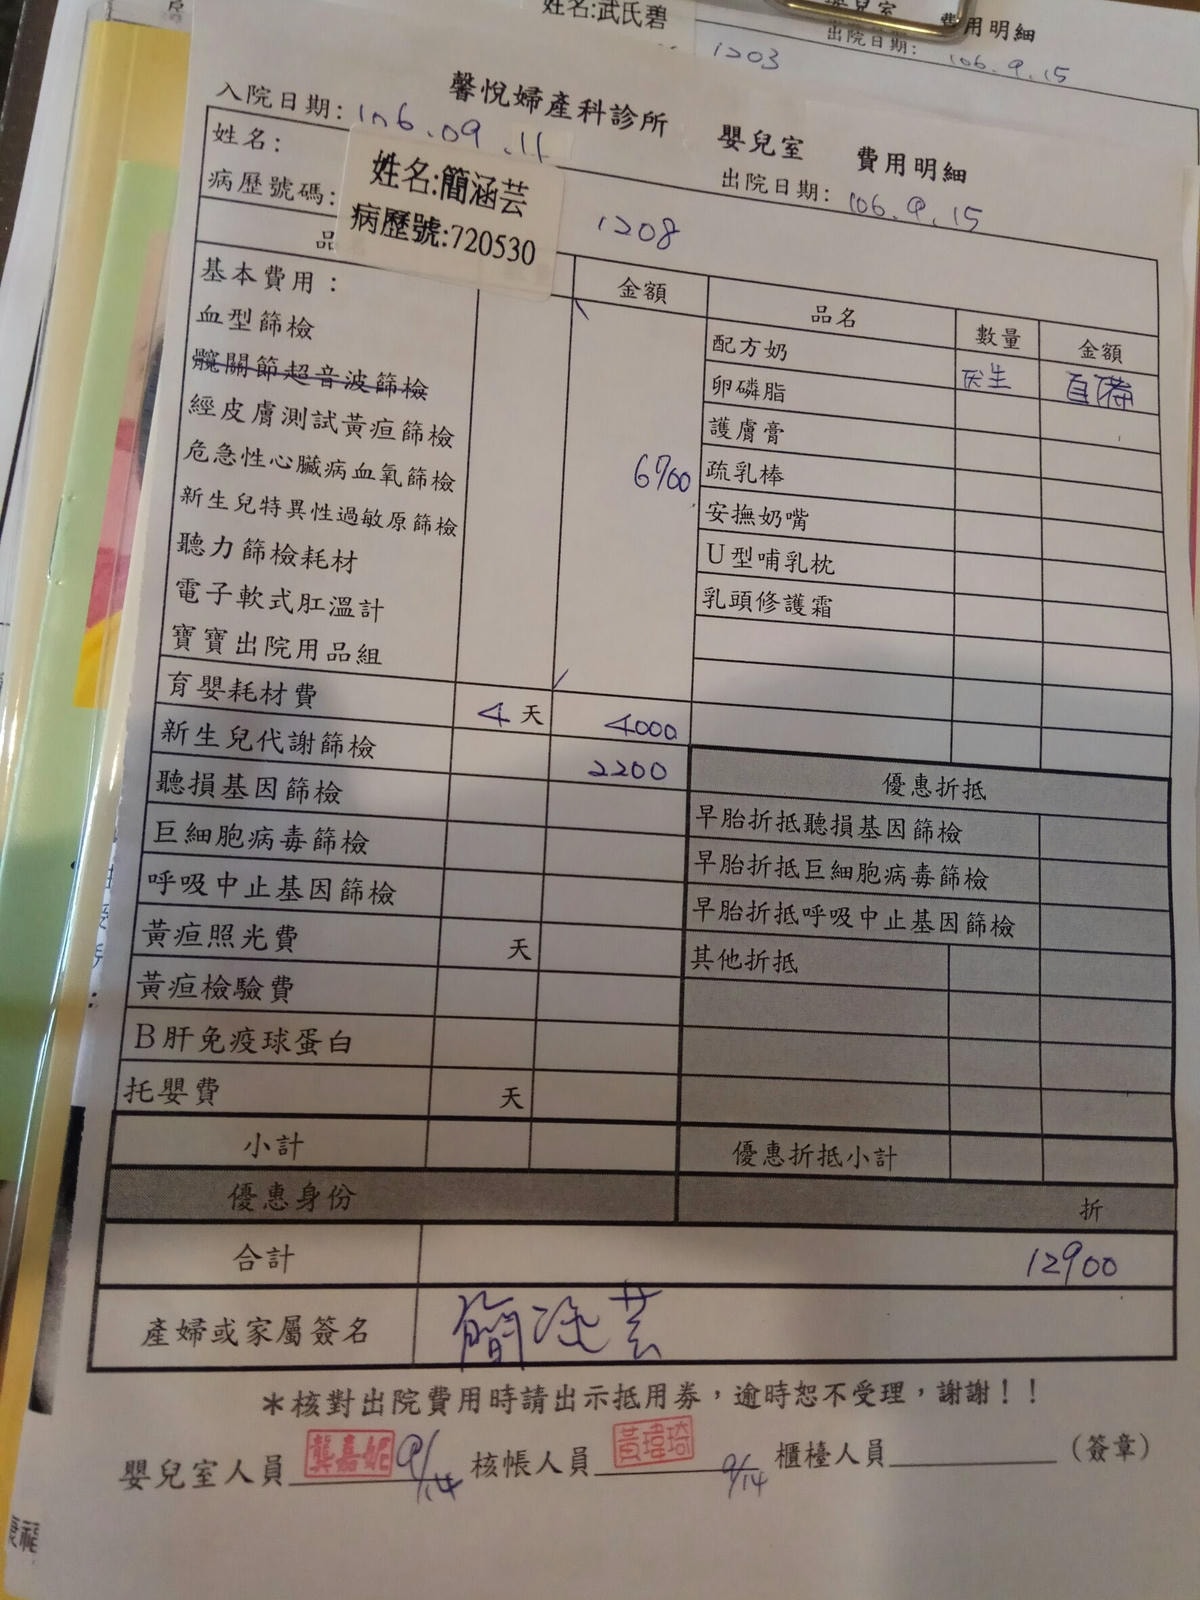 姓名:武氏碧
1203
嬰兒室 費用明細
出院日期: 106.9.15
馨悅婦產科診所 嬰兒室 費用明細
入院日期: 106.09.11
出院日期: 106.9.15
姓名:
病歷號碼:
姓名:簡涵芸
病歷號:720530
1208
品
金額
品名
數量
金額
基本費用:
血型篩檢
髖關節超音波篩檢
經皮膚測試黃疸篩檢
危急性心臟病血氧篩檢
新生兒特異性過敏原篩檢
聽力篩檢耗材
電子軟式肛溫計
寶寶出院用品組
6700
配方奶
自備
卵磷脂
護膚膏
疏乳棒
安撫奶嘴
U型哺乳枕
乳頭修護霜
育嬰耗材費 4天 4000
新生兒代謝篩檢 2200
聽損基因篩檢
巨細胞病毒篩檢
呼吸中止基因篩檢
黃疸照光費 天
黃疸檢驗費
B肝免疫球蛋白
托嬰費 天
小計
優惠折抵
早胎折抵聽損基因篩檢
早胎折抵巨細胞病毒篩檢
早胎折抵呼吸中止基因篩檢
其他折抵
優惠折抵小計
優惠身份 折
合計 12900
產婦或家屬簽名 簡涵芸
*核對出院費用時請出示抵用券,逾時恕不受理,謝謝!!
嬰兒室人員 龔嘉妮 9/14 核帳人員 黃瑋琦 9/14 櫃檯人員 (簽章)